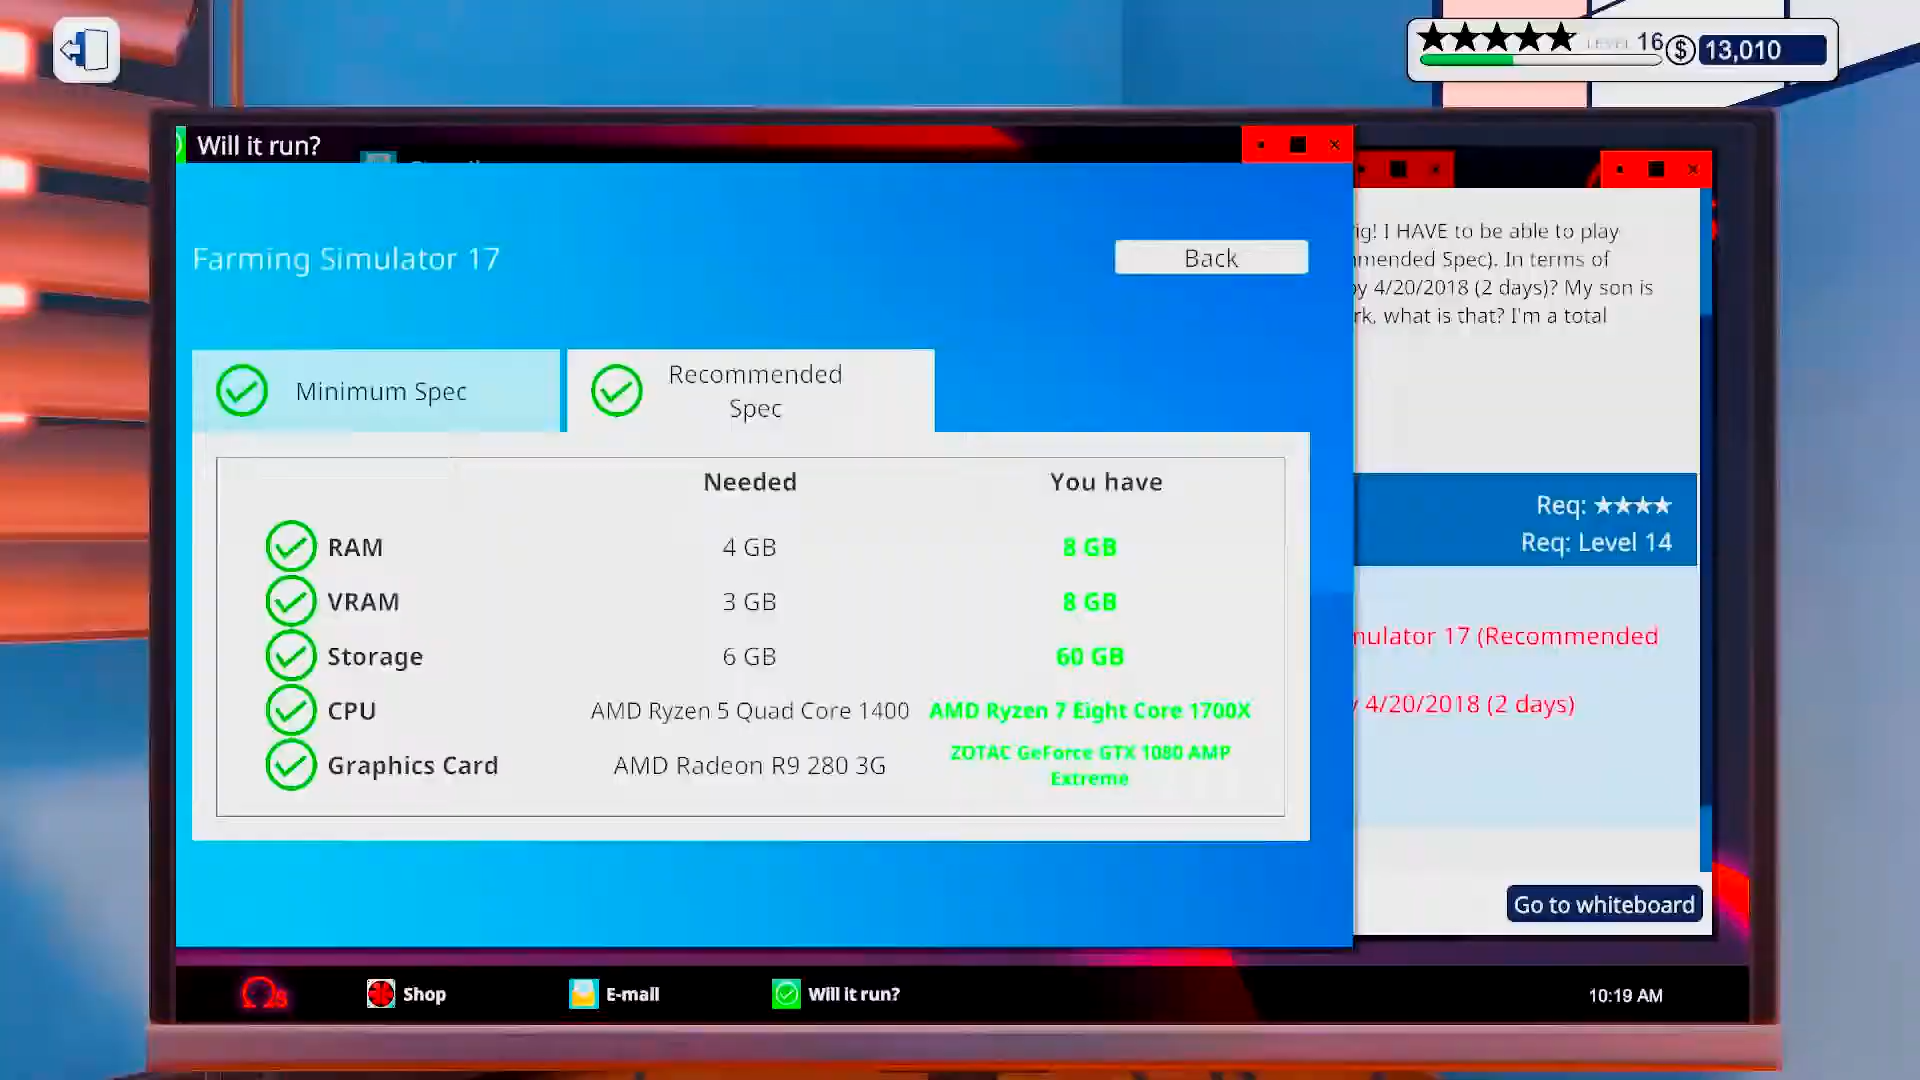 LEVEL 16
$ 13,010
Will it run?
Farming Simulator 17
Back
Minimum Spec
Recommended
Spec
Needed You have
RAM 4 GB 8 GB
VRAM 3 GB 8 GB
Storage 6 GB 60 GB
CPU AMD Ryzen 5 Quad Core 1400 AMD Ryzen 7 Eight Core 1700X
Graphics Card AMD Radeon R9 280 3G ZOTAC GeForce GTX 1080 AMP
Extreme
ig! I HAVE to be able to play
mmended Spec). In terms of
by 4/20/2018 (2 days)? My son is
rk, what is that? I'm a total
Req: ★★★★
Req: Level 14
mulator 17 (Recommended
4/20/2018 (2 days)
Go to whiteboard
Shop
E-mail
Will it run?
10:19 AM